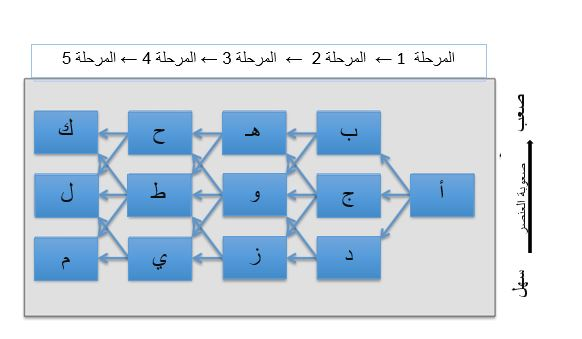 المرحلة 1 ← المرحلة 2 ← المرحلة 3 ← المرحلة 4 ← المرحلة 5
صعب
صعوبة العنصر
سهل
ب
هـ
ح
ك
أ
ج
و
ط
ل
د
ز
ي
م